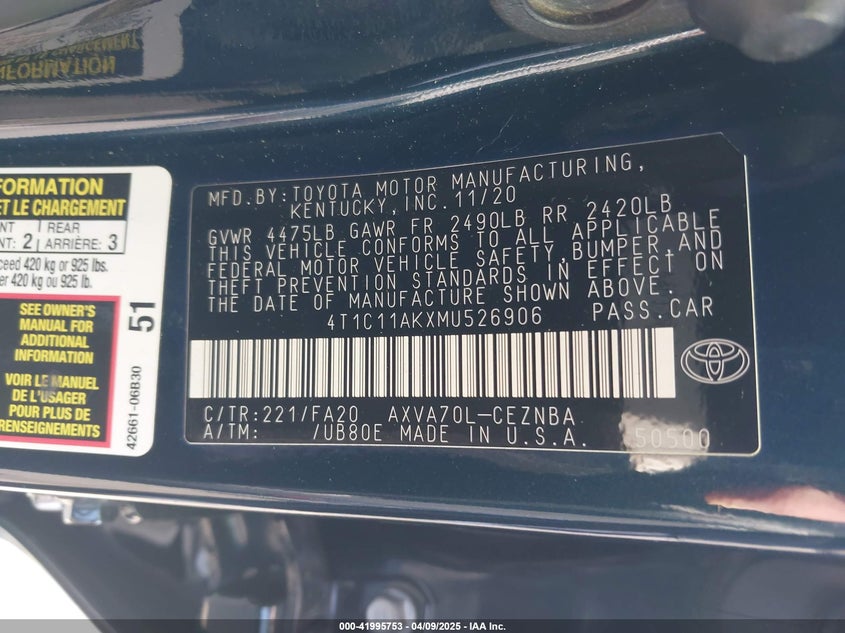 INFORMATION
FORMATION
ET LE CHARGEMENT
NT 2 REAR
NT: ARRIÈRE: 3
ceed 420 kg or 925 lbs.
er 420 kg ou 925 lb.
SEE OWNER'S
MANUAL FOR
ADDITIONAL
INFORMATION
VOIR LE MANUEL
DE L'USAGER
POUR PLUS DE
RENSEIGNEMENTS
51
42661-06B30
MFD.BY:TOYOTA MOTOR MANUFACTURING,
KENTUCKY, INC.11/20
GVWR 4475LB GAWR FR 2490LB RR 2420LB
THIS VEHICLE CONFORMS TO ALL APPLICABLE
FEDERAL MOTOR VEHICLE SAFETY,BUMPER,AND
THEFT PREVENTION STANDARDS IN EFFECT ON
THE DATE OF MANUFACTURE SHOWN ABOVE.
4T1C11AKXMU526906 PASS.CAR
C/TR:221/FA20 AXVA70L-CEZNBA
A/TM: /UB80E MADE IN U.S.A. 50500
000-41995753 - 04/09/2025 - IAA Inc.